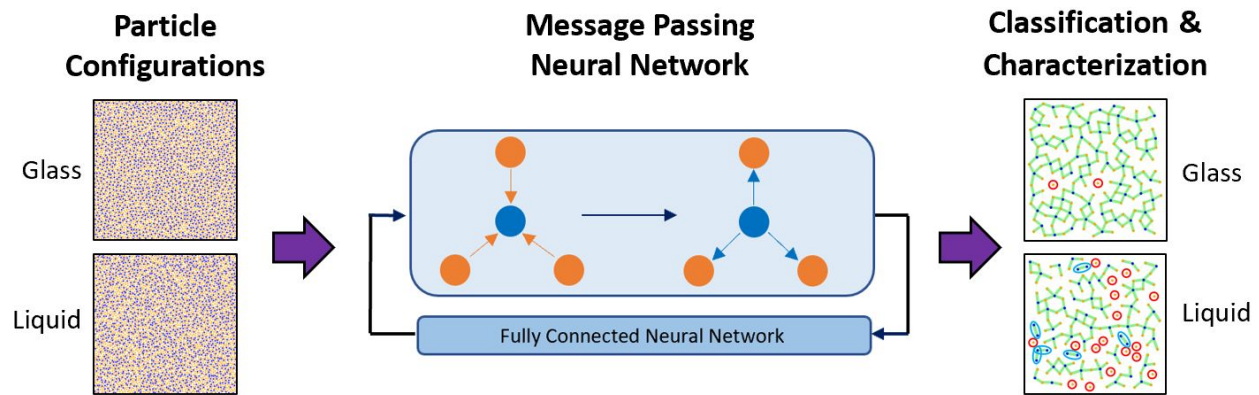 Particle
Configurations
Glass
Liquid
Message Passing
Neural Network
Fully Connected Neural Network
Classification &
Characterization
Glass
Liquid